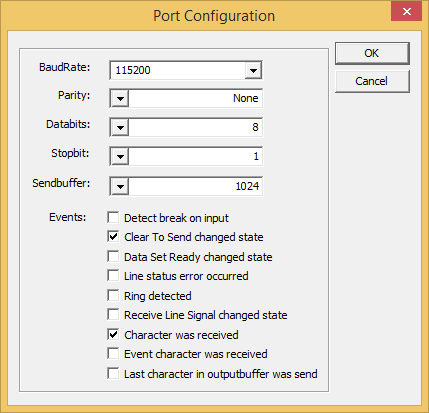 Port Configuration
OK
BaudRate: 115200
Cancel
Parity: None
Databits: 8
Stopbit: 1
Sendbuffer: 1024
Events: Detect break on input
Clear To Send changed state
Data Set Ready changed state
Line status error occurred
Ring detected
Receive Line Signal changed state
Character was received
Event character was received
Last character in outputbuffer was send